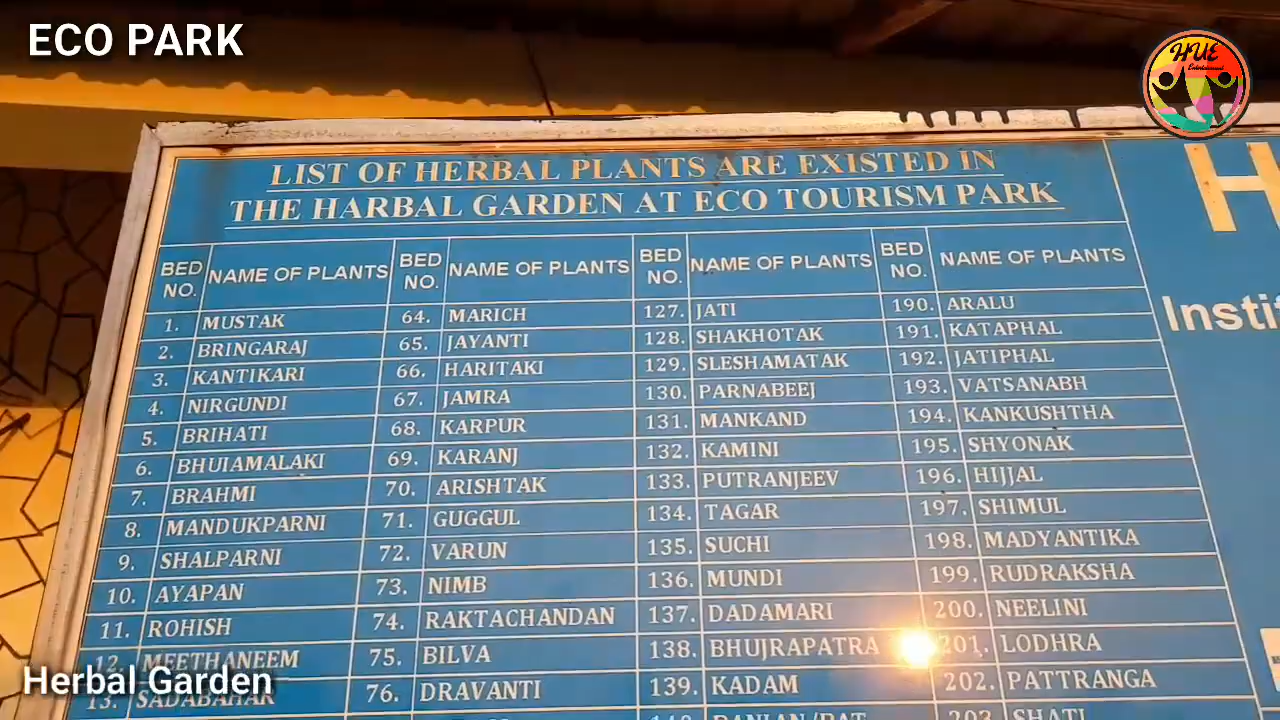 ECO PARK
HUE
Entertainment
LIST OF HERBAL PLANTS ARE EXISTED IN
THE HARBAL GARDEN AT ECO TOURISM PARK
BED NO. NAME OF PLANTS BED NO. NAME OF PLANTS BED NO. NAME OF PLANTS BED NO. NAME OF PLANTS
1. MUSTAK 64. MARICH 127. JATI 190. ARALU
2. BRINGARAJ 65. JAYANTI 128. SHAKHOTAK 191. KATAPHAL
3. KANTIKARI 66. HARITAKI 129. SLESHAMATAK 192. JATIPHAL
4. NIRGUNDI 67. JAMRA 130. PARNABEEJ 193. VATSANABH
5. BRIHATI 68. KARPUR 131. MANKAND 194. KANKUSHTHA
6. BHUIAMALAKI 69. KARANJ 132. KAMINI 195. SHYONAK
7. BRAHMI 70. ARISHTAK 133. PUTRANJEEV 196. HIJJAL
8. MANDUKPARNI 71. GUGGUL 134. TAGAR 197. SHIMUL
9. SHALPARNI 72. VARUN 135. SUCHI 198. MADYANTIKA
10. AYAPAN 73. NIMB 136. MUNDI 199. RUDRAKSHA
11. ROHISH 74. RAKTACHANDAN 137. DADAMARI 200. NEELINI
12. MEETHANEEM 75. BILVA 138. BHUJRAPATRA 201. LODHRA
13. SADABAHAR 76. DRAVANTI 139. KADAM 202. PATTRANGA
203. SHATI
H
Insti
Herbal Garden